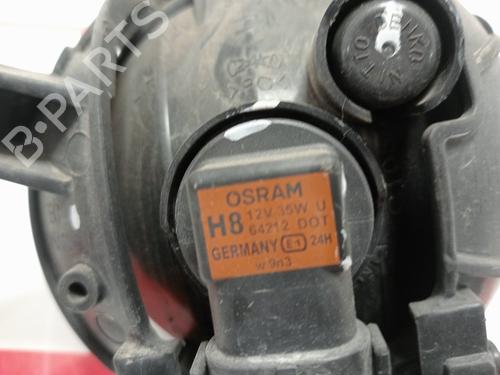 B-PARTS
OSRAM
H8 12V 35W U
64212 DOT
GERMANY E1 24H
w9n3